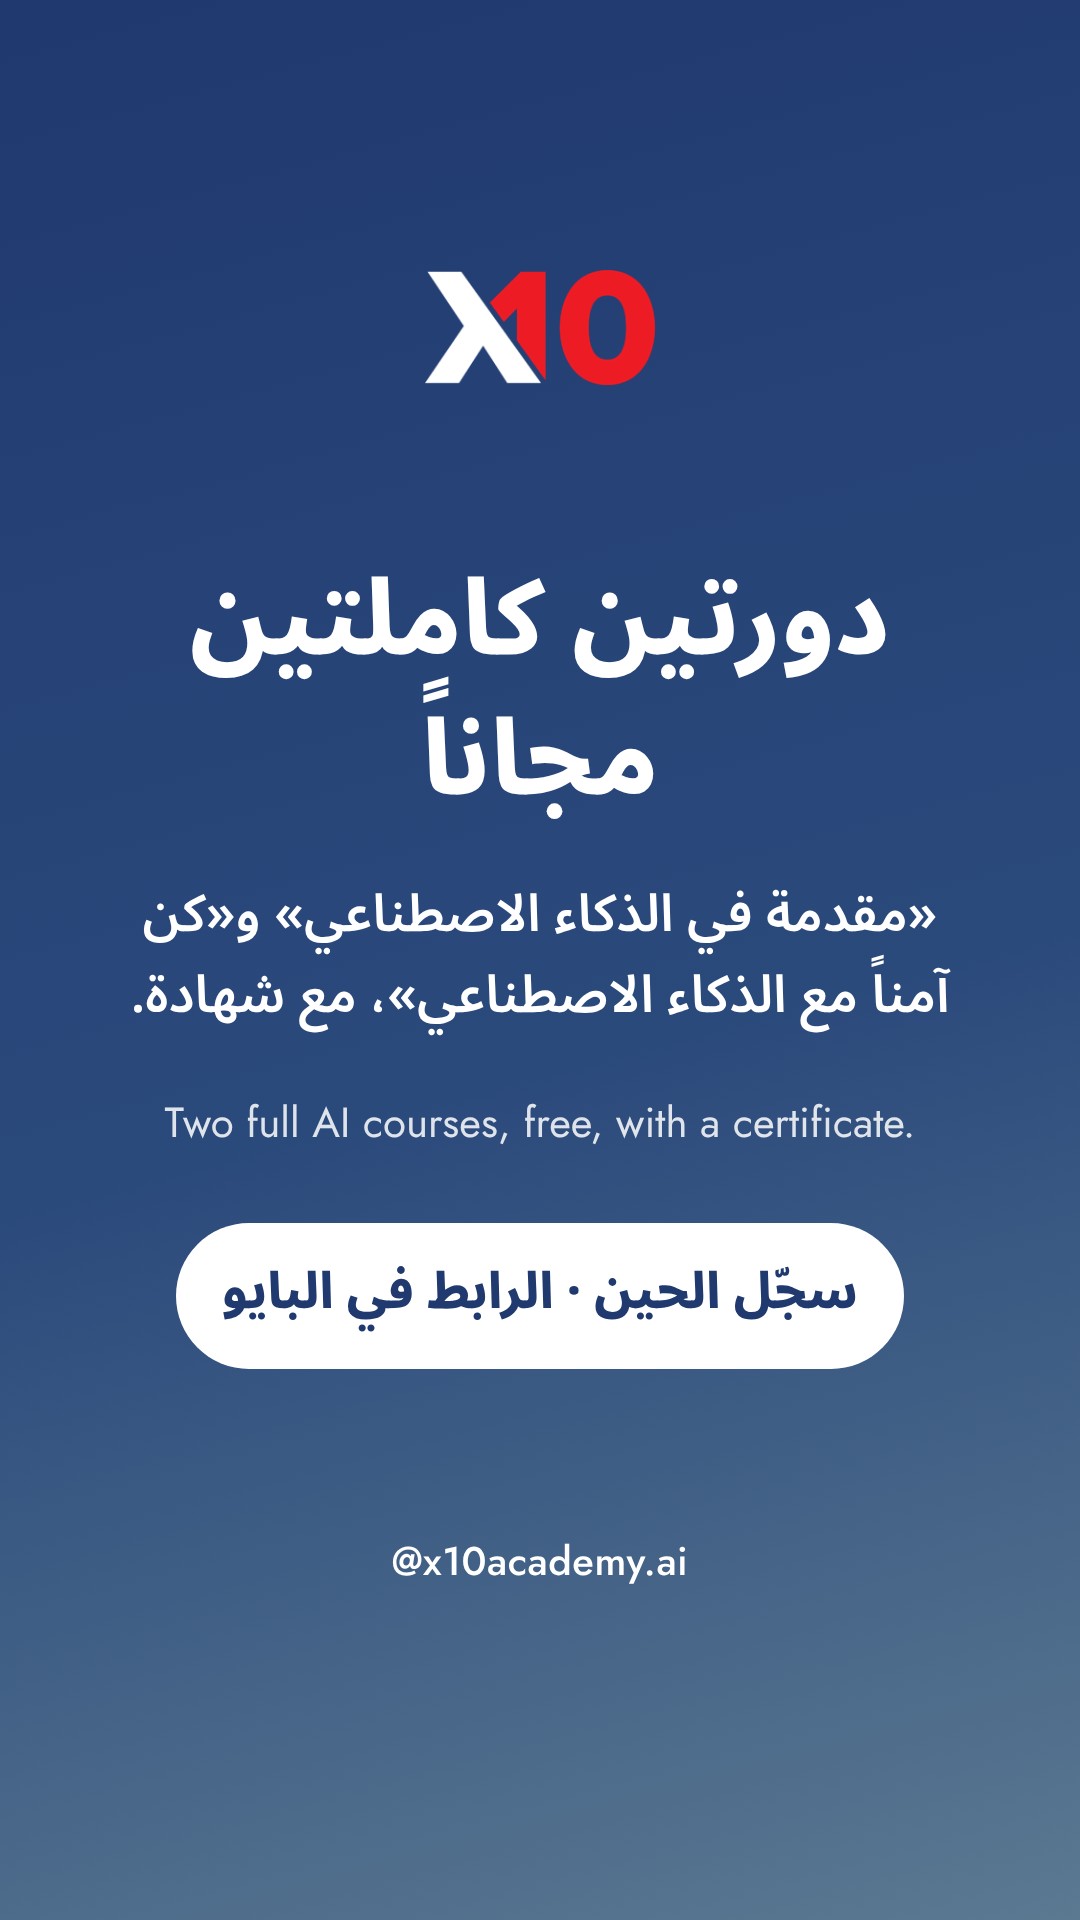 X10
دورتين كاملتين
مجاناً
«مقدمة في الذكاء الاصطناعي» و«كن
آمناً مع الذكاء الاصطناعي»، مع شهادة.
Two full AI courses, free, with a certificate.
سجّل الحين · الرابط في البايو
@x10academy.ai